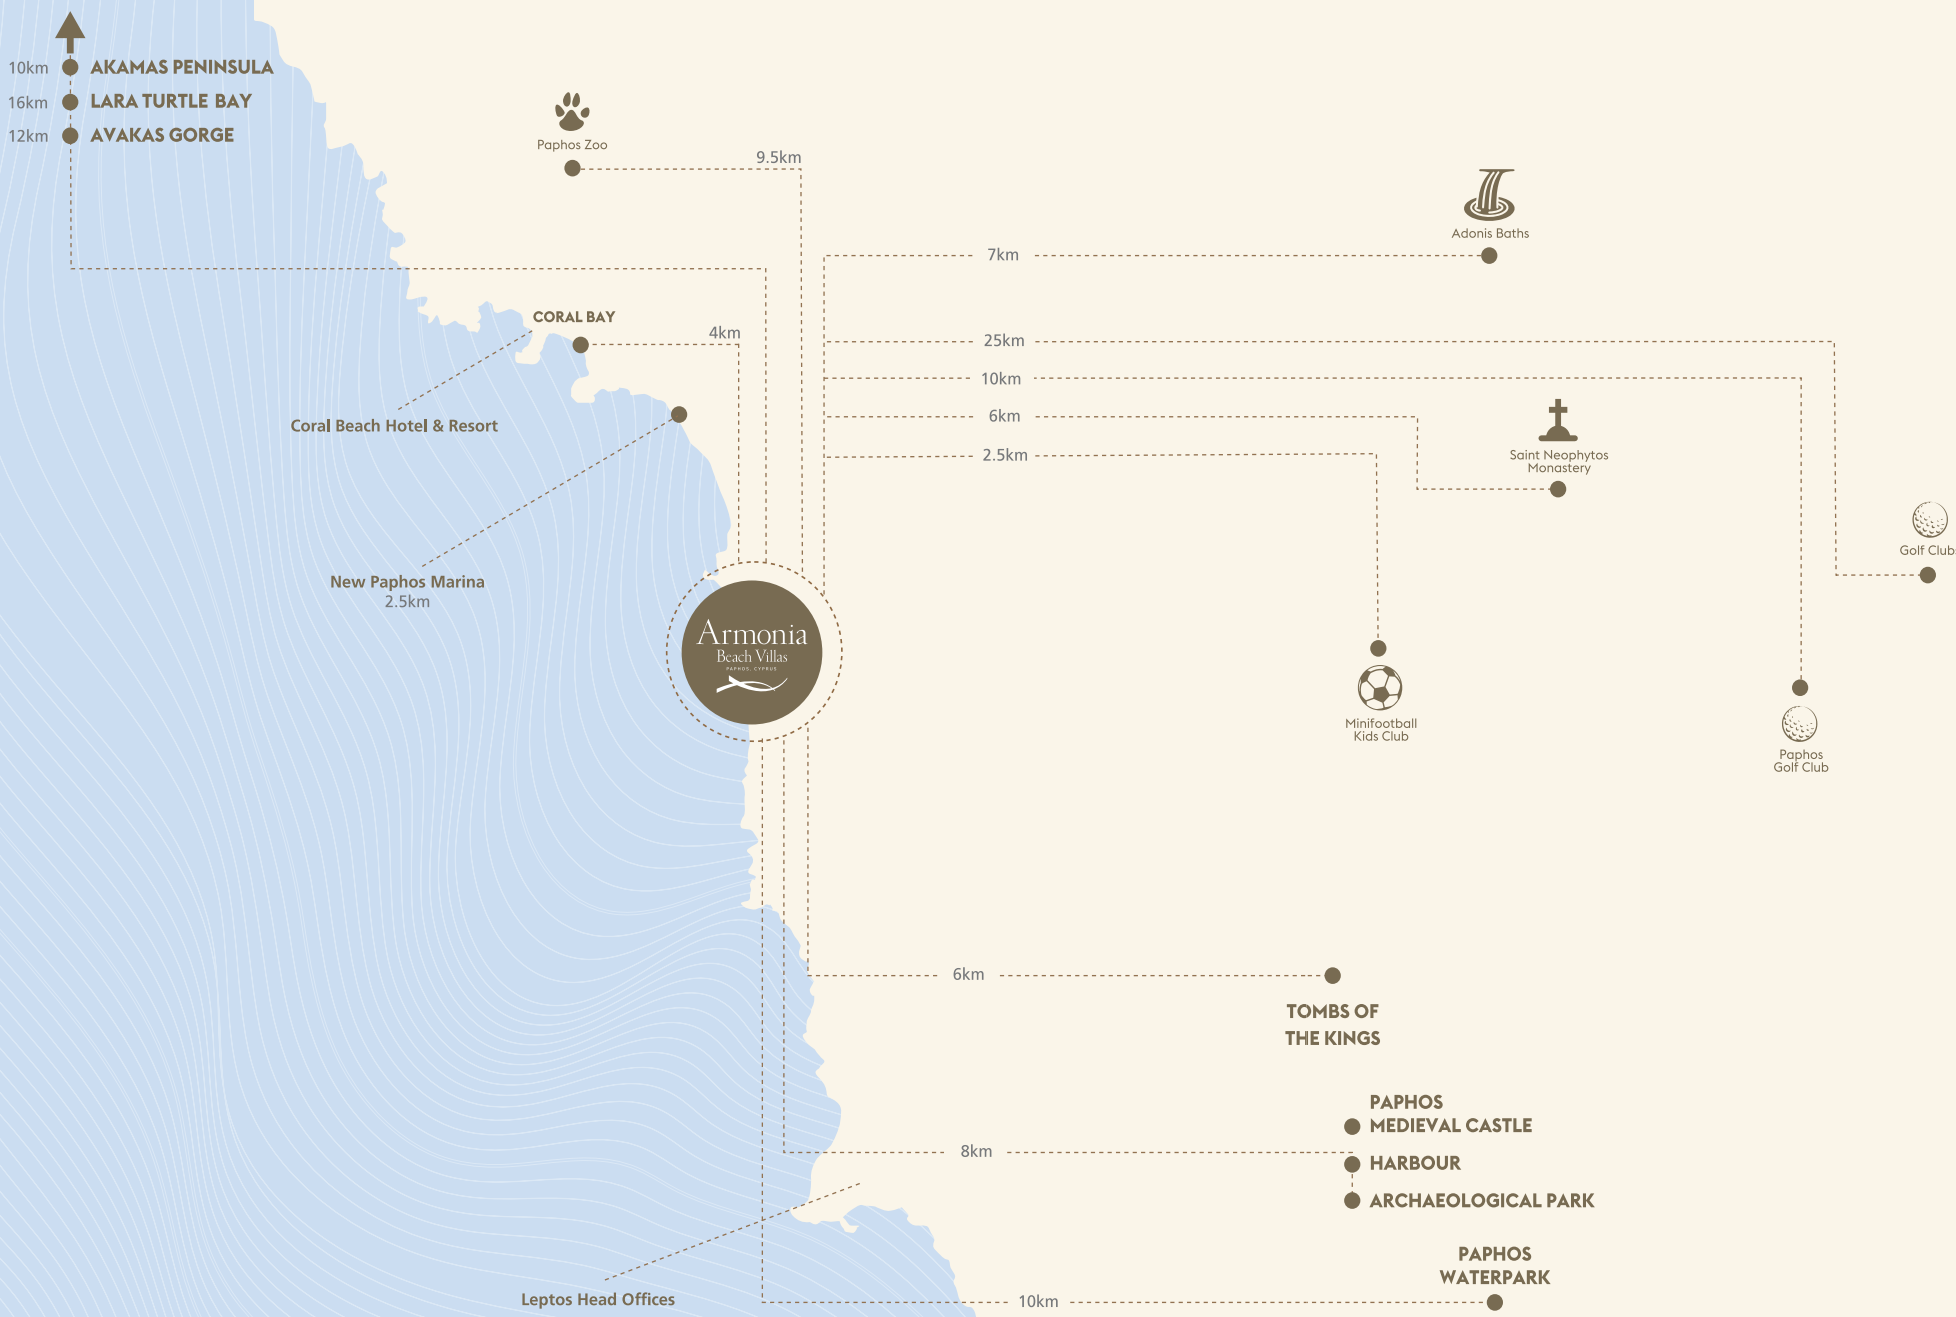 10km AKAMAS PENINSULA
16km LARA TURTLE BAY
12km AVAKAS GORGE
Paphos Zoo
9.5km
Adonis Baths
7km
CORAL BAY
4km
25km
10km
6km
2.5km
Coral Beach Hotel & Resort
Saint Neophytos
Monastery
Golf Clubs
New Paphos Marina
2.5km
Armonia
Beach Villas
PAPHOS, CYPRUS
Minifootball
Kids Club
Paphos
Golf Club
6km
TOMBS OF
THE KINGS
PAPHOS
MEDIEVAL CASTLE
8km
HARBOUR
ARCHAEOLOGICAL PARK
PAPHOS
WATERPARK
Leptos Head Offices
10km